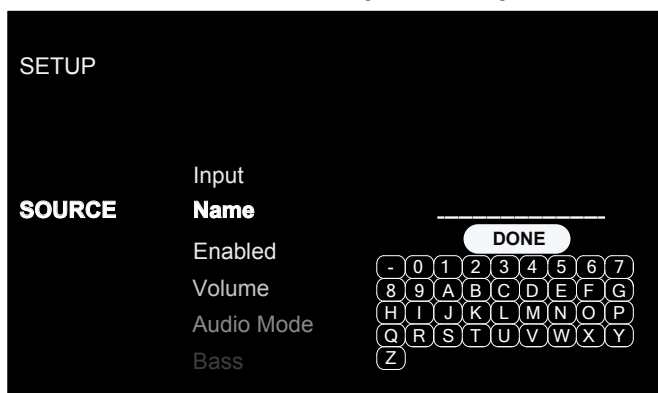 SETUP
Input
SOURCE Name _____________
Enabled DONE
- 0 1 2 3 4 5 6 7
Volume 8 9 A B C D E F G
H I J K L M N O P
Audio Mode Q R S T U V W X Y
Bass Z